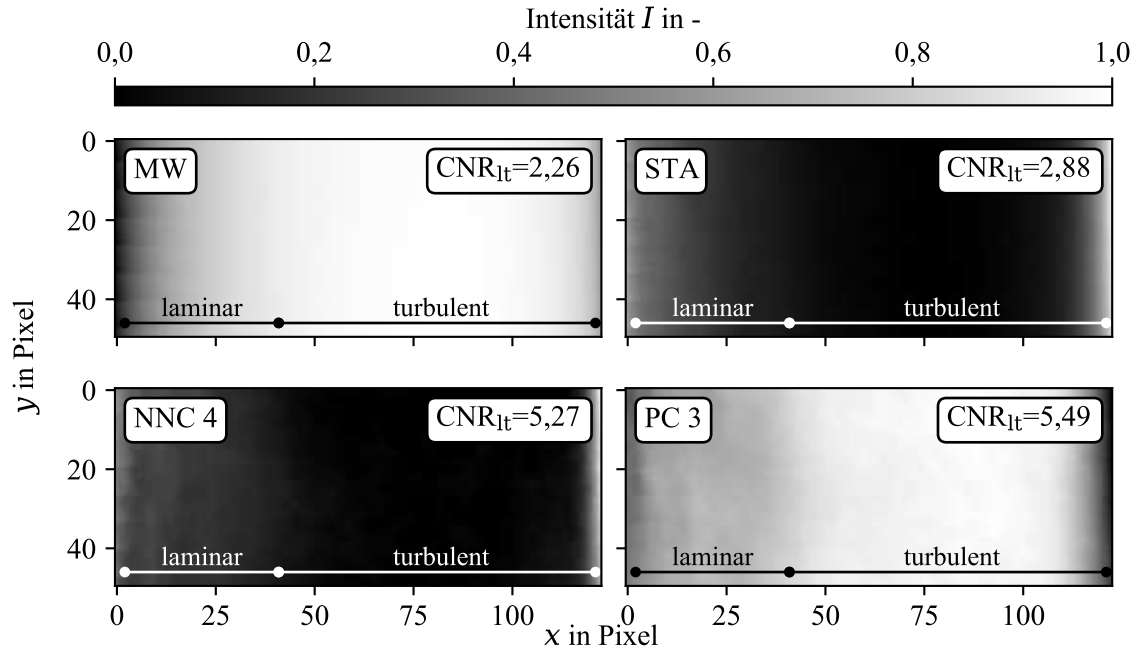 Intensität I in -
0,0 0,2 0,4 0,6 0,8 1,0
MW CNRlt=2,26
STA CNRlt=2,88
0
20
40
laminar turbulent
laminar turbulent
y in Pixel
NNC 4 CNRlt=5,27
PC 3 CNRlt=5,49
0
20
40
laminar turbulent
laminar turbulent
0 25 50 75 100
0 25 50 75 100
x in Pixel